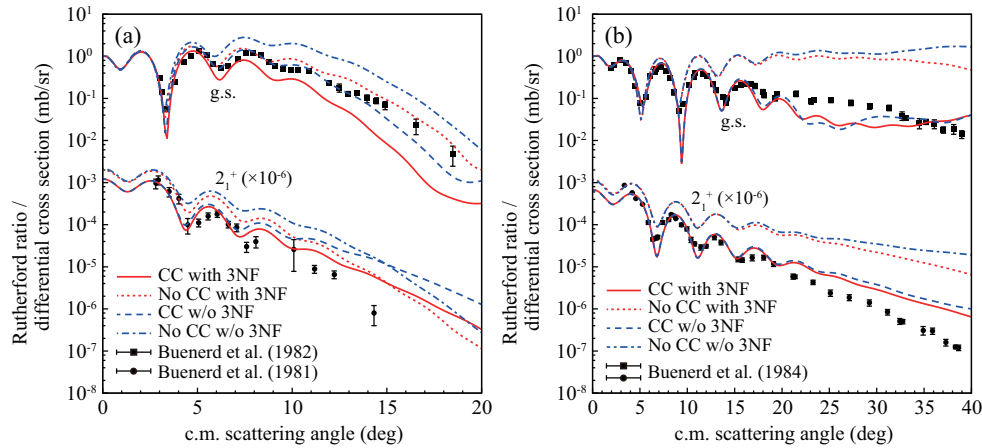 Rutherford ratio /
differential cross section (mb/sr)
10¹
10⁰
10⁻¹
10⁻²
10⁻³
10⁻⁴
10⁻⁵
10⁻⁶
10⁻⁷
10⁻⁸
(a)
g.s.
2₁⁺ (×10⁻⁶)
CC with 3NF
No CC with 3NF
CC w/o 3NF
No CC w/o 3NF
Buenerd et al. (1982)
Buenerd et al. (1981)
0 5 10 15 20
c.m. scattering angle (deg)
Rutherford ratio /
differential cross section (mb/sr)
10¹
10⁰
10⁻¹
10⁻²
10⁻³
10⁻⁴
10⁻⁵
10⁻⁶
10⁻⁷
10⁻⁸
(b)
g.s.
2₁⁺ (×10⁻⁶)
CC with 3NF
No CC with 3NF
CC w/o 3NF
No CC w/o 3NF
Buenerd et al. (1984)
0 5 10 15 20 25 30 35 40
c.m. scattering angle (deg)